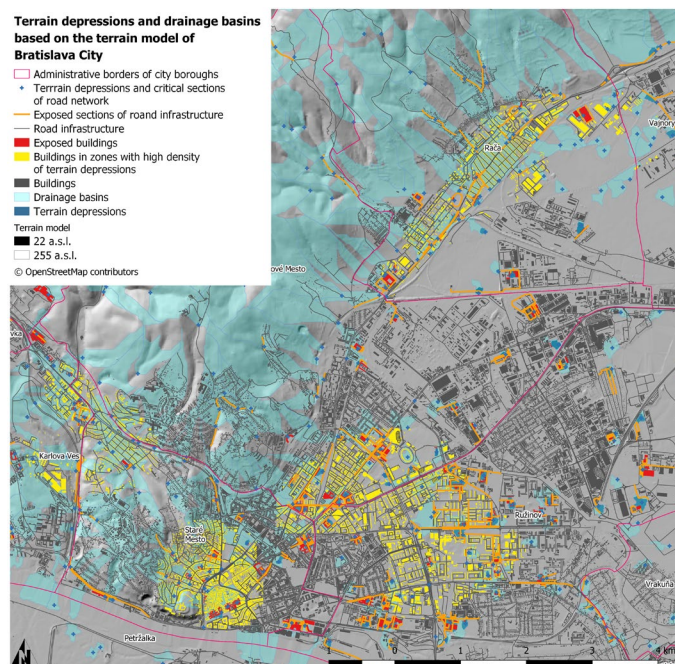 Terrain depressions and drainage basins
based on the terrain model of
Bratislava City
Administrative borders of city boroughs
Terrrain depressions and critical sections
of road network
Exposed sections of roand infrastructure
Road infrastructure
Exposed buildings
Buildings in zones with high density
of terrain depressions
Buildings
Drainage basins
Terrain depressions
Terrain model
22 a.s.l.
255 a.s.l.
© OpenStreetMap contributors
Vajnory
Rača
ové Mesto
vka
Karlova Ves
Staré
Mesto
Ružinov
Vrakuňa
Petržalka
1 0 1 2 3 4 km